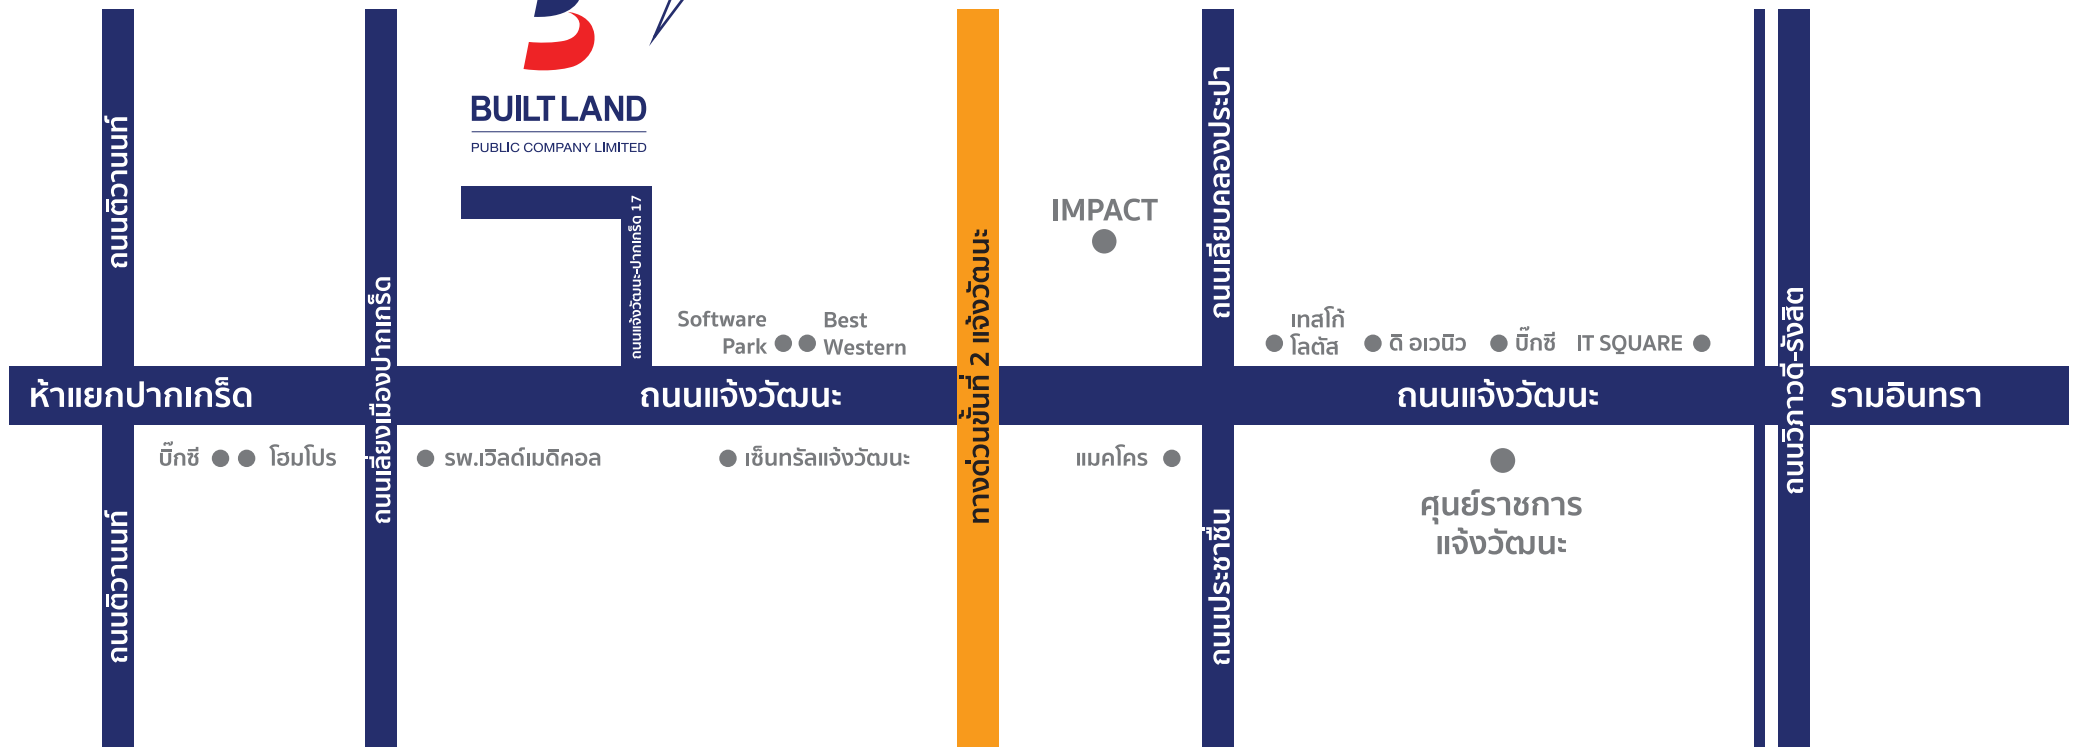 BUILT LAND
PUBLIC COMPANY LIMITED
ถนนติวานนท์
ถนนเลี่ยงเมืองปากเกร็ด
ถนนแจ้งวัฒนะ-ปากเกร็ด 17
ทางด่วนขั้นที่ 2 แจ้งวัฒนะ
ถนนเลียบคลองประปา
IMPACT
Software
Park
Best
Western
เทสโก้
โลตัส
ดิ อเวนิว
บิ๊กซี
IT SQUARE
ห้าแยกปากเกร็ด
ถนนแจ้งวัฒนะ
ถนนแจ้งวัฒนะ
ถนนวิภาวดี-รังสิต
รามอินทรา
บิ๊กซี
โฮมโปร
รพ.เวิลด์เมดิคอล
เซ็นทรัลแจ้งวัฒนะ
แมคโคร
ศูนย์ราชการ
แจ้งวัฒนะ
ถนนติวานนท์
ถนนประชาชื่น